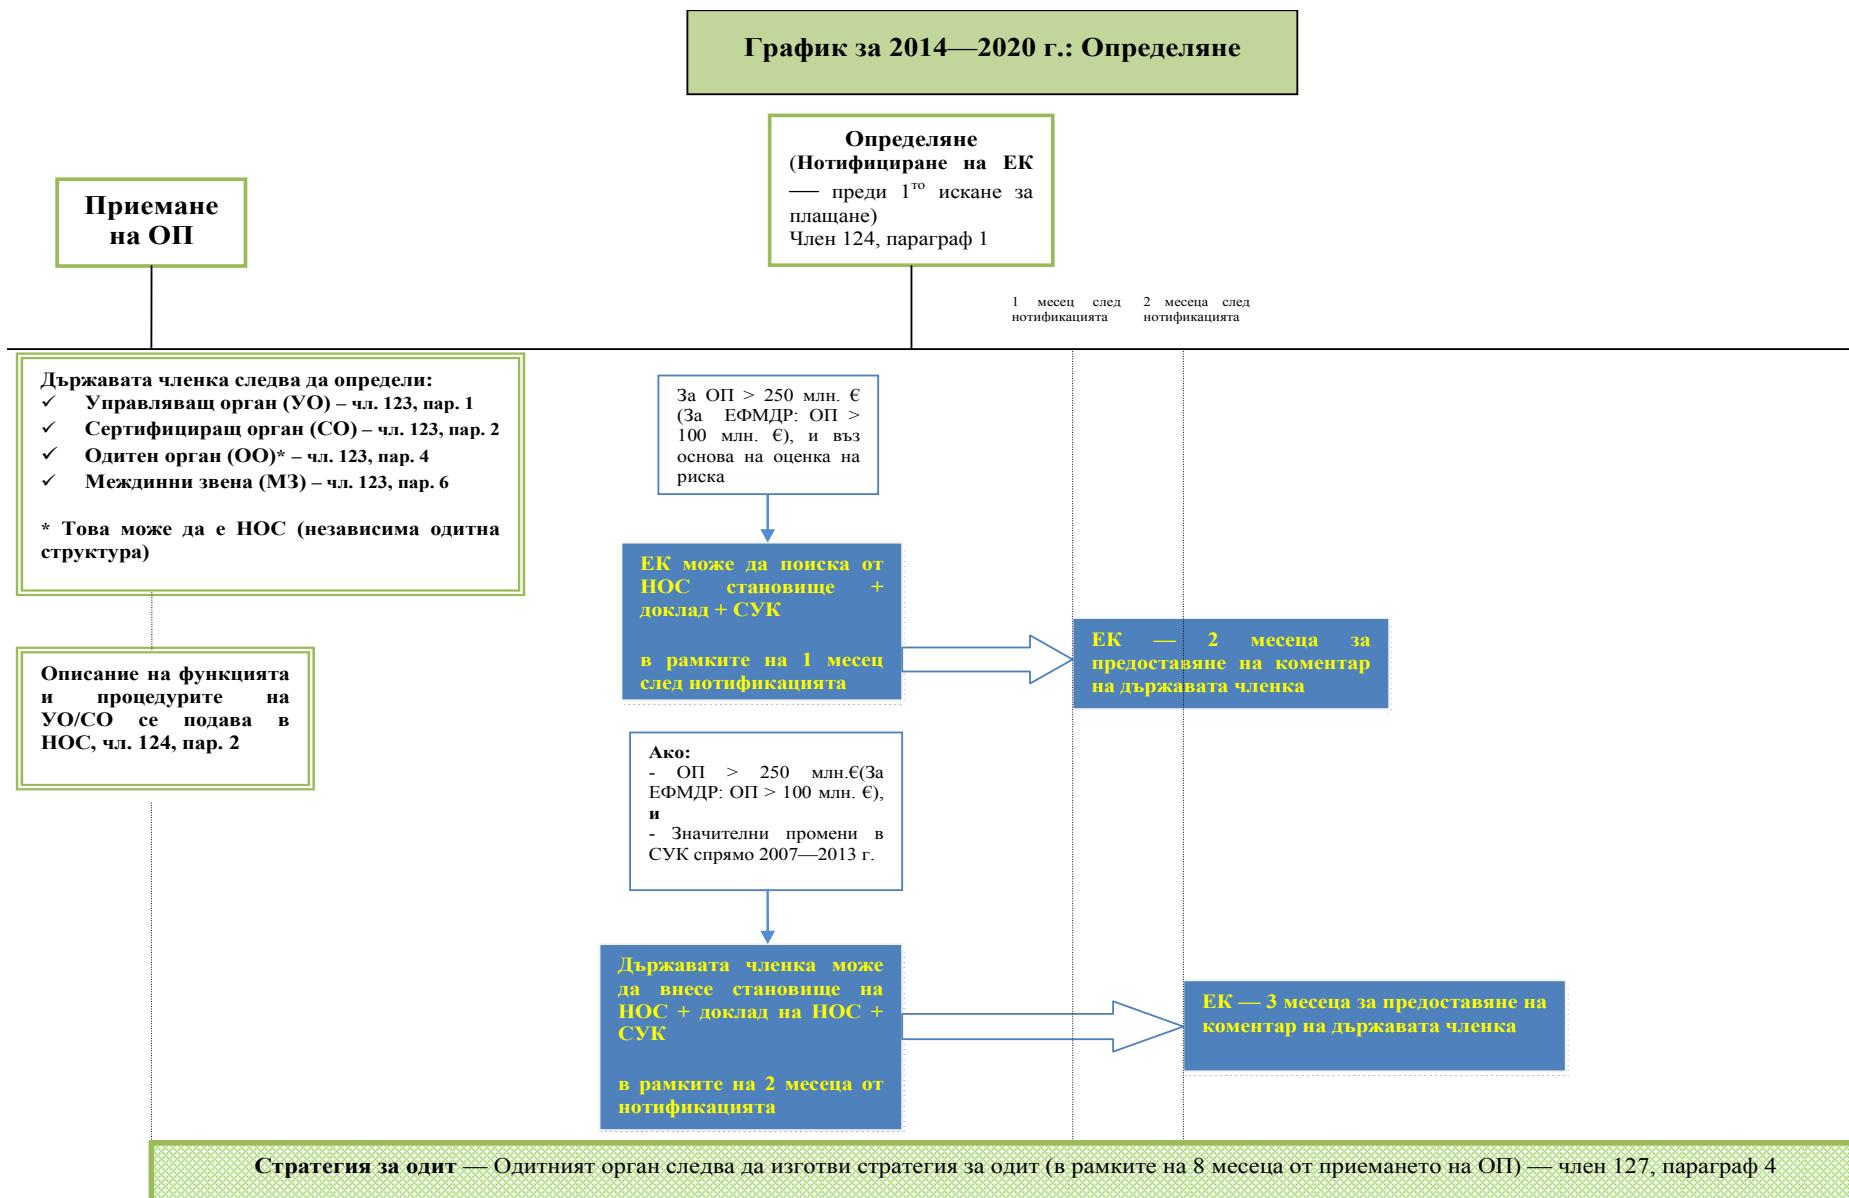 График за 2014—2020 г.: Определяне
Определяне
(Нотифициране на ЕК
— преди 1то искане за
плащане)
Член 124, параграф 1
Приемане
на ОП
1 месец след
нотификацията
2 месеца след
нотификацията
Държавата членка следва да определи:
✓ Управляващ орган (УО) – чл. 123, пар. 1
✓ Сертифициращ орган (СО) – чл. 123, пар. 2
✓ Одитен орган (ОО)* – чл. 123, пар. 4
✓ Междинни звена (МЗ) – чл. 123, пар. 6
* Това може да е НОС (независима одитна
структура)
Описание на функцията
и процедурите на
УО/СО се подава в
НОС, чл. 124, пар. 2
За ОП > 250 млн. €
(За ЕФМДР: ОП >
100 млн. €), и въз
основа на оценка на
риска
ЕК може да поиска от
НОС становище +
доклад + СУК
в рамките на 1 месец
след нотификацията
ЕК — 2 месеца за
предоставяне на коментар
на държавата членка
Ако:
- ОП > 250 млн.€(За
ЕФМДР: ОП > 100 млн. €),
и
- Значителни промени в
СУК спрямо 2007—2013 г.
Държавата членка може
да внесе становище на
НОС + доклад на НОС +
СУК
в рамките на 2 месеца от
нотификацията
ЕК — 3 месеца за предоставяне на
коментар на държавата членка
Стратегия за одит — Одитният орган следва да изготви стратегия за одит (в рамките на 8 месеца от приемането на ОП) — член 127, параграф 4